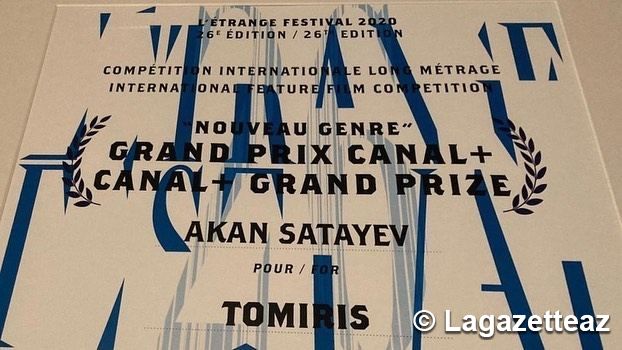 L'ÉTRANGE FESTIVAL 2020
26E ÉDITION / 26TH EDITION
COMPÉTITION INTERNATIONALE LONG MÉTRAGE
INTERNATIONAL FEATURE FILM COMPETITION
"NOUVEAU GENRE"
GRAND PRIX CANAL+
CANAL+ GRAND PRIZE
AKAN SATAYEV
POUR / FOR
TOMIRIS
© Lagazetteaz